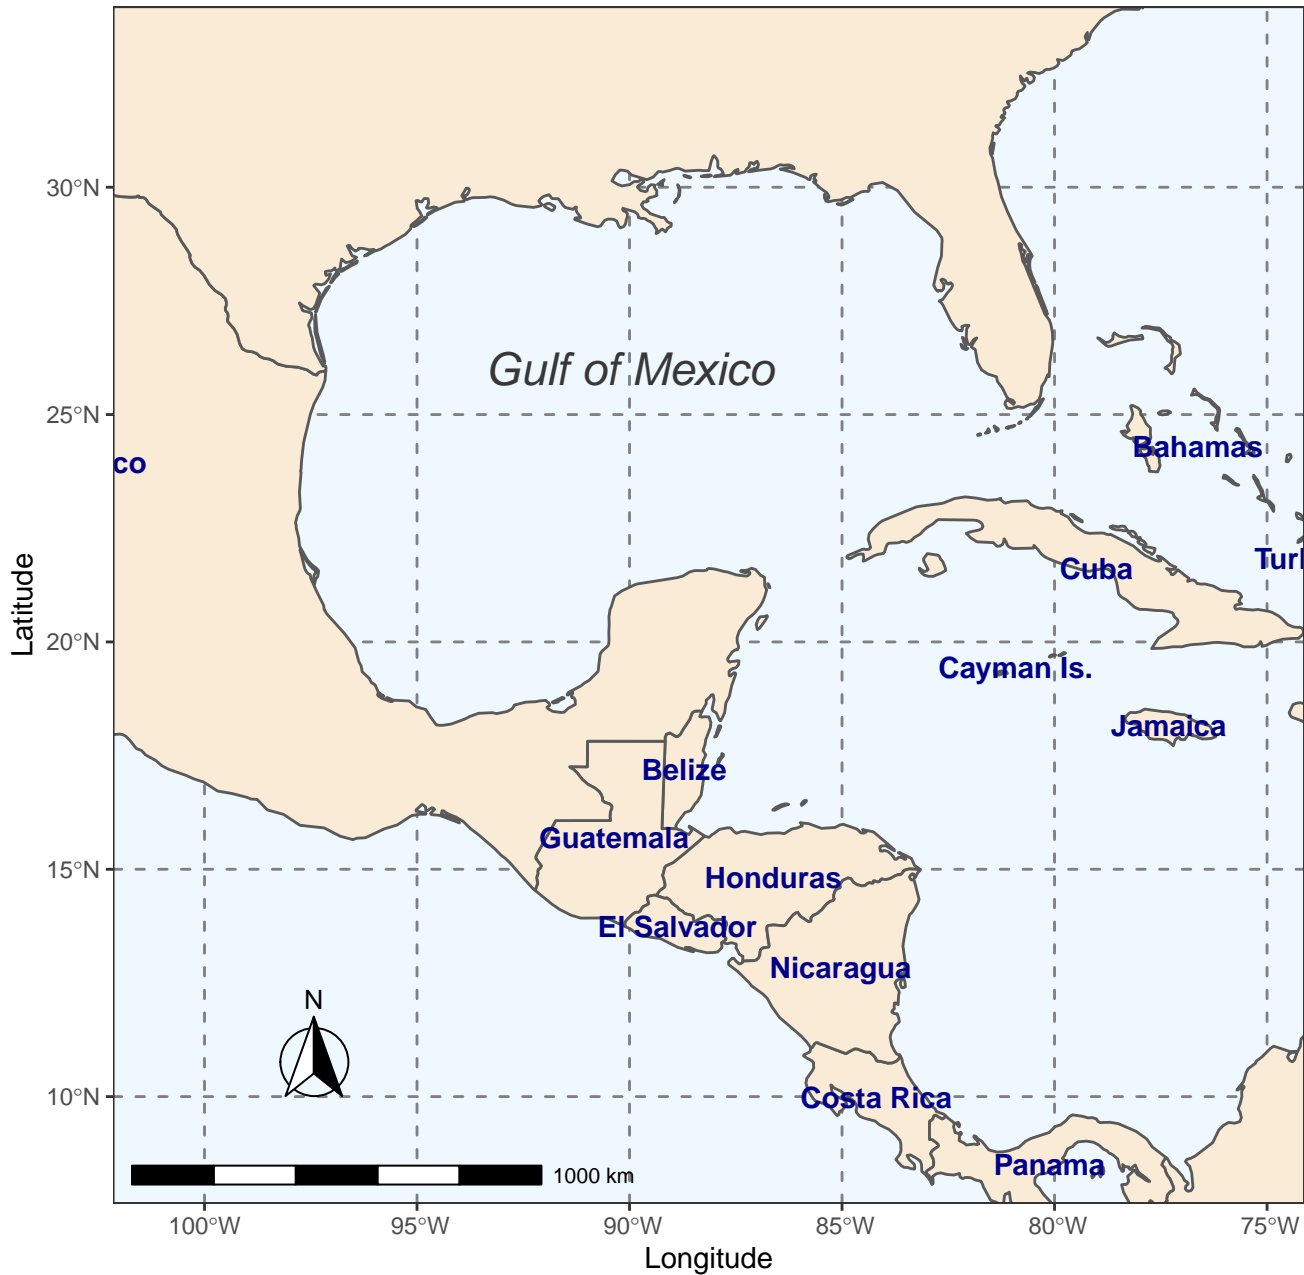 30°N
Gulf of Mexico
25°N
Bahamas
co
Turl
Cuba
Latitude
20°N
Cayman Is.
Jamaica
Belize
Guatemala
15°N
Honduras
El Salvador
Nicaragua
N
10°N
Costa Rica
Panama
1000 km
100°W 95°W 90°W 85°W 80°W 75°W
Longitude